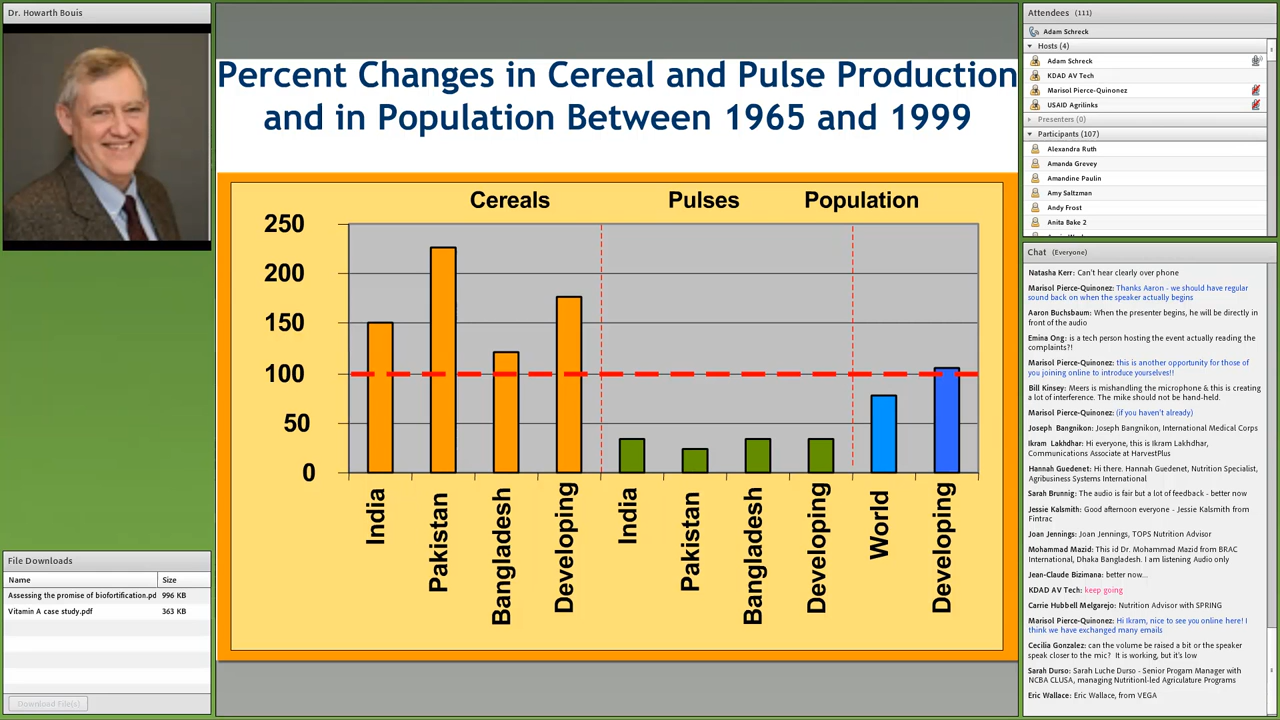 Dr. Howarth Bouis
Percent Changes in Cereal and Pulse Production
and in Population Between 1965 and 1999
Cereals
Pulses
Population
250
200
150
100
50
0
India
Pakistan
Bangladesh
Developing
India
Pakistan
Bangladesh
Developing
World
Developing
File Downloads
Name
Size
Assessing the promise of biofortification.pd
996 KB
Vitamin A case study.pdf
363 KB
Download File(s)
Attendees (111)
Adam Schreck
Hosts (4)
Adam Schreck
KDAD AV Tech
Marisol Pierce-Quinonez
USAID Agrilinks
Presenters (0)
Participants (107)
Alexandra Ruth
Amanda Grevey
Amandine Paulin
Amy Saltzman
Andy Frost
Anita Bake 2
Chat (Everyone)
Natasha Kerr: Can't hear clearly over phone
Marisol Pierce-Quinonez: Thanks Aaron - we should have regular
sound back on when the speaker actually begins
Aaron Buchsbaum: When the presenter begins, he will be directly in
front of the audio
Emina Ong: is a tech person hosting the event actually reading the
complaints?!
Marisol Pierce-Quinonez: this is another opportunity for those of
you joining online to introduce yourselves!!
Bill Kinsey: Meers is mishandling the microphone & this is creating
a lot of interference. The mike should not be hand-held.
Marisol Pierce-Quinonez: (if you haven't already)
Joseph Bangnikon: Joseph Bangnikon, International Medical Corps
Ikram Lakhdhar: Hi everyone, this is Ikram Lakhdhar,
Communications Associate at HarvestPlus
Hannah Guedenet: Hi there. Hannah Guedenet, Nutrition Specialist,
Agribusiness Systems International
Sarah Brunnig: The audio is fair but a lot of feedback - better now
Jessie Kalsmith: Good afternoon everyone - Jessie Kalsmith from
Fintrac
Joan Jennings: Joan Jennings, TOPS Nutrition Advisor
Mohammad Mazid: This id Dr. Mohammad Mazid from BRAC
International, Dhaka Bangladesh. I am listening Audio only
Jean-Claude Bizimana: better now...
KDAD AV Tech: keep going
Carrie Hubbell Melgarejo: Nutrition Advisor with SPRING
Marisol Pierce-Quinonez: Hi Ikram, nice to see you online here! I
think we have exchanged many emails
Cecilia Gonzalez: can the volume be raised a bit or the speaker
speak closer to the mic? It is working, but it's low
Sarah Durso: Sarah Luche Durso - Senior Progam Manager with
NCBA CLUSA, managing Nutritionl-led Agriculature Programs
Eric Wallace: Eric Wallace, from VEGA